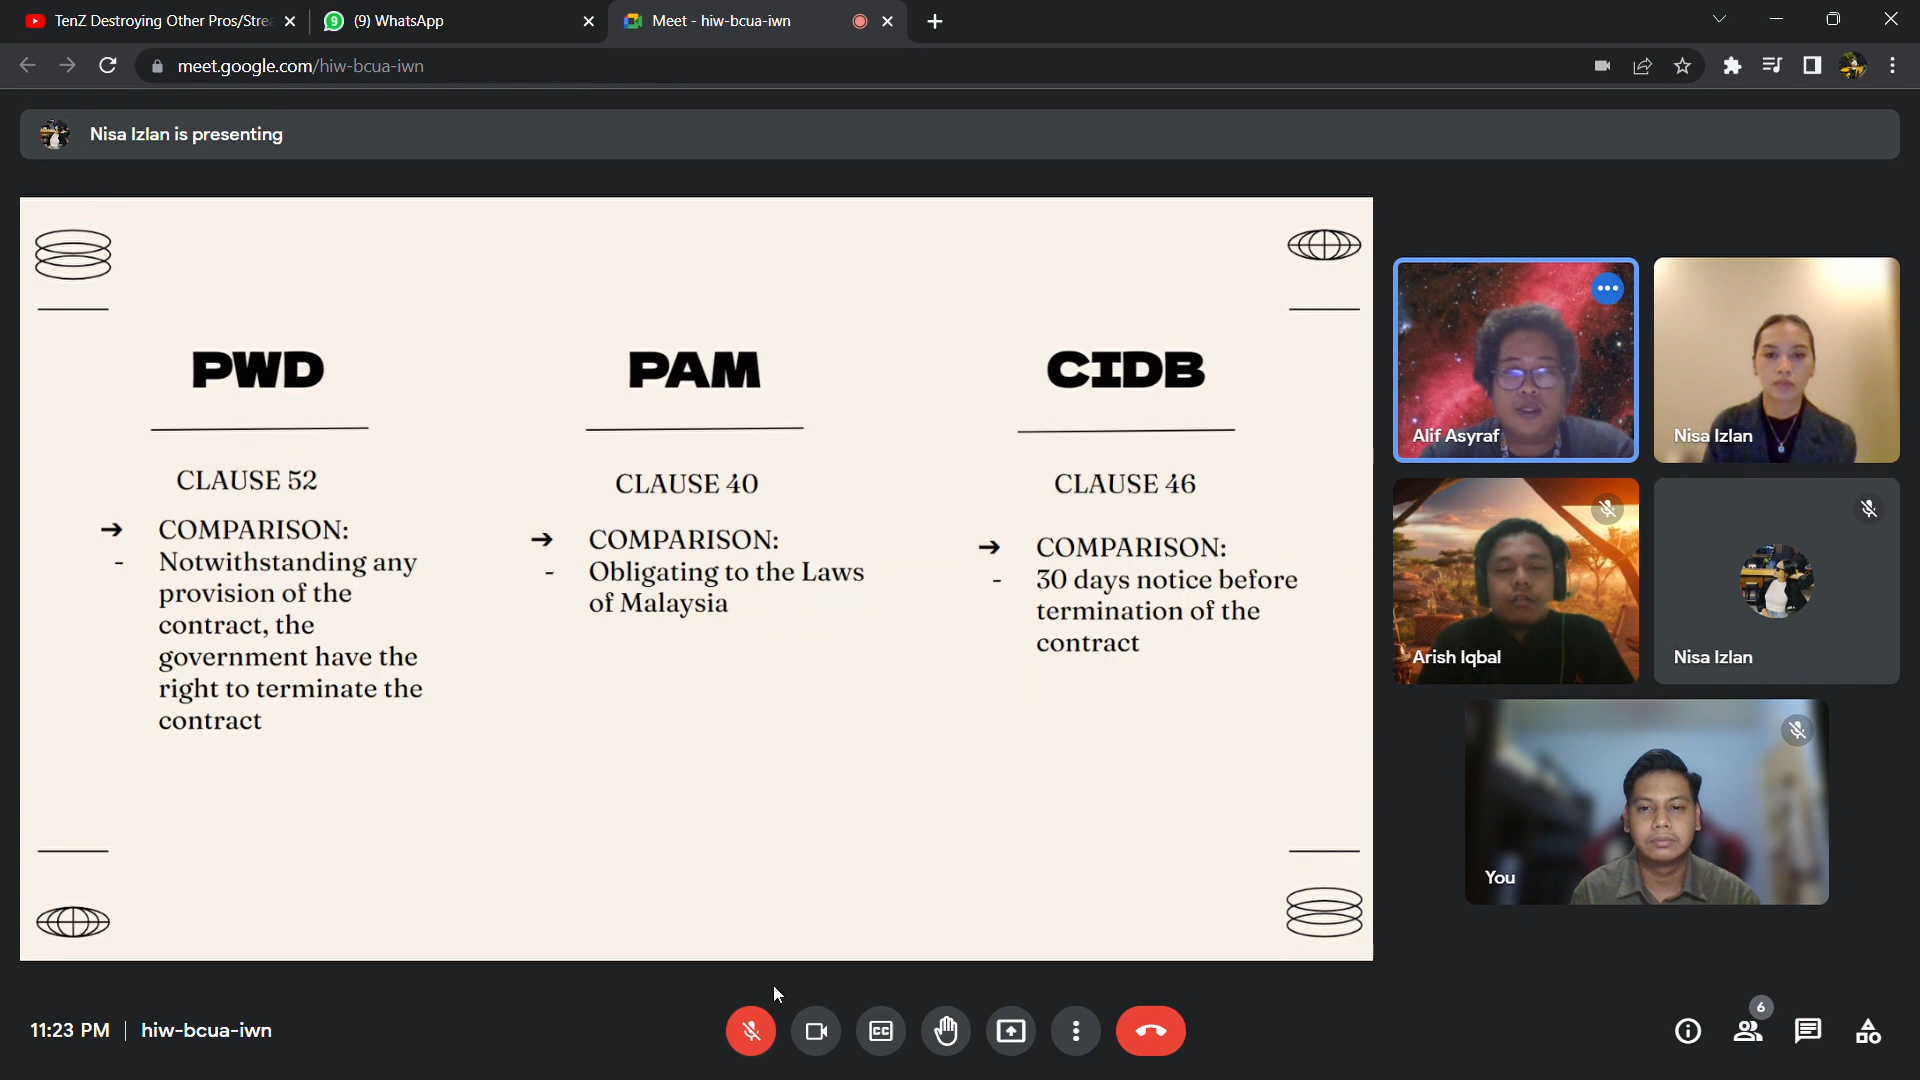 TenZ Destroying Other Pros/Stre
(9) WhatsApp
Meet - hiw-bcua-iwn
meet.google.com/hiw-bcua-iwn
Nisa Izlan is presenting
PWD
CLAUSE 52
➔ COMPARISON:
- Notwithstanding any
provision of the
contract, the
government have the
right to terminate the
contract
PAM
CLAUSE 40
➔ COMPARISON:
- Obligating to the Laws
of Malaysia
CIDB
CLAUSE 46
➔ COMPARISON:
- 30 days notice before
termination of the
contract
Alif Asyraf
Nisa Izlan
Arish Iqbal
Nisa Izlan
You
11:23 PM | hiw-bcua-iwn
CC
6